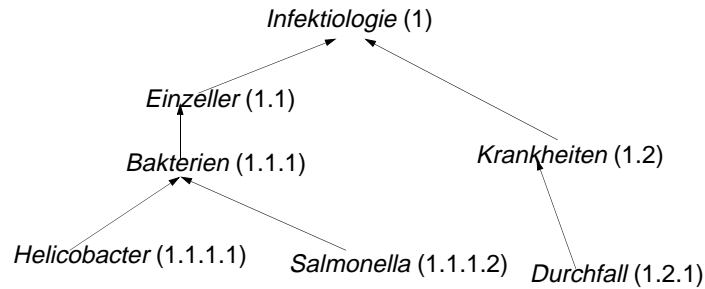 Infektiologie (1)
Einzeller (1.1)
Bakterien (1.1.1)
Krankheiten (1.2)
Helicobacter (1.1.1.1)
Salmonella (1.1.1.2)
Durchfall (1.2.1)